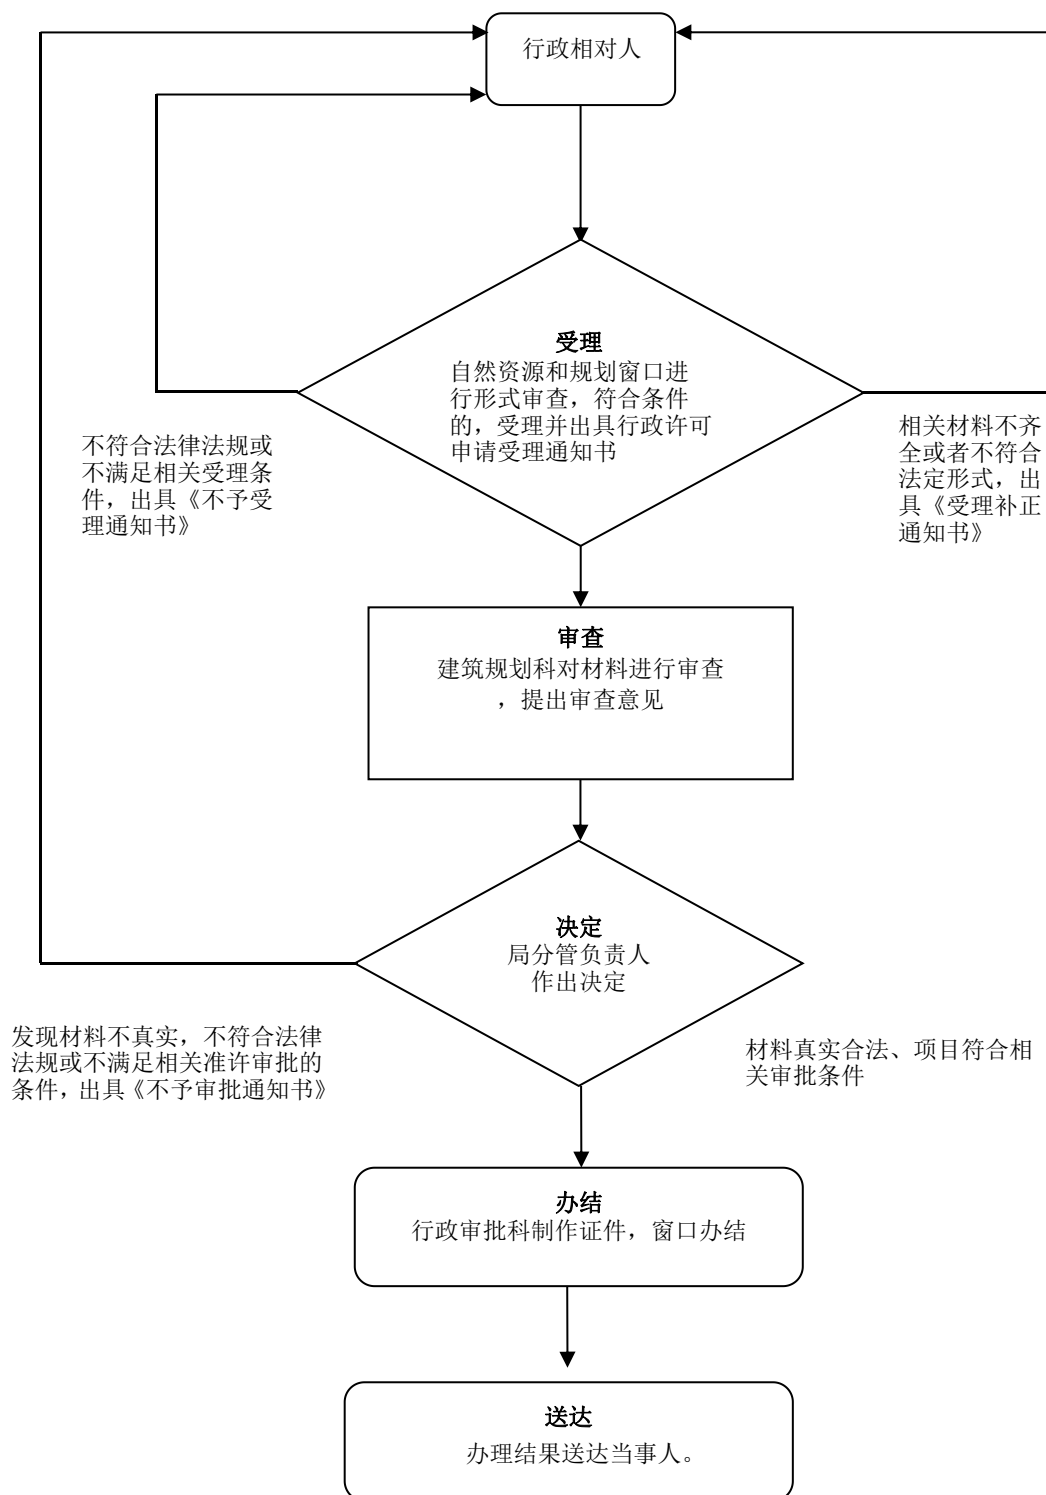 行政相对人
受理
自然资源和规划窗口进
行形式审查，符合条件
的，受理并出具行政许可
申请受理通知书
不符合法律法规或
不满足相关受理条
件，出具《不予受
理通知书》
相关材料不齐
全或者不符合
法定形式，出
具《受理补正
通知书》
审查
建筑规划科对材料进行审查
，提出审查意见
决定
局分管负责人
作出决定
发现材料不真实，不符合法律
法规或不满足相关准许审批的
条件，出具《不予审批通知书》
材料真实合法、项目符合相
关审批条件
办结
行政审批科制作证件，窗口办结
送达
办理结果送达当事人。